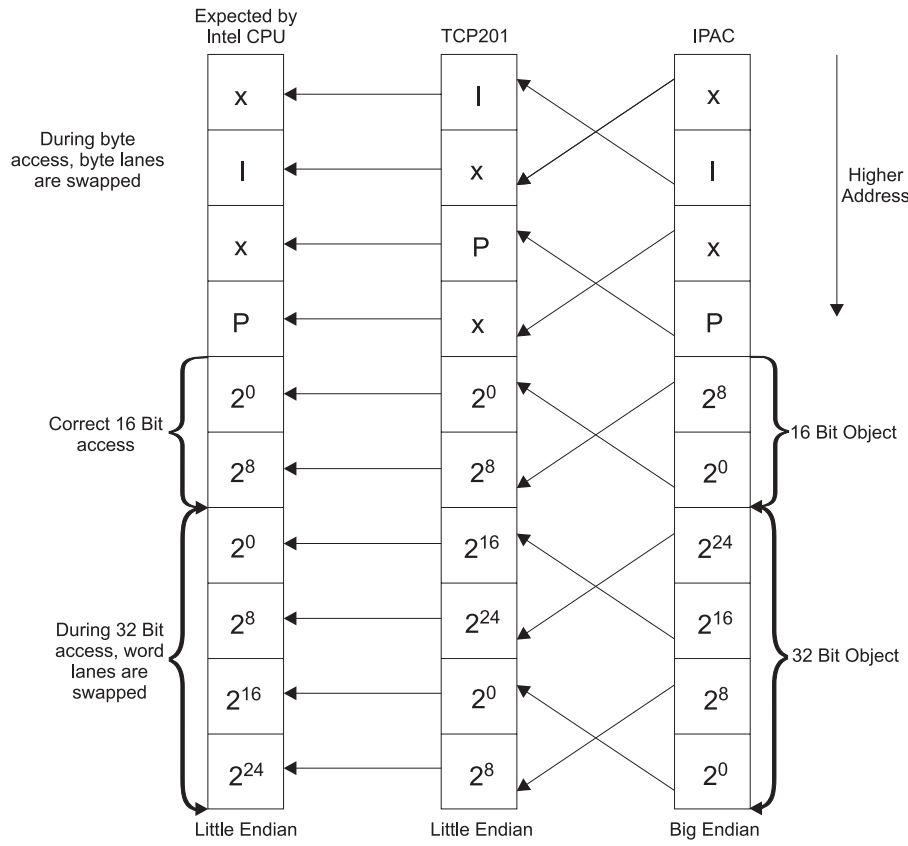 Expected by
Intel CPU
TCP201
IPAC
x
I
x
During byte
access, byte lanes
are swapped
I
x
I
Higher
Address
x
P
x
P
x
P
Correct 16 Bit
access
2⁰
2⁰
2⁸
16 Bit Object
2⁸
2⁸
2⁰
2⁰
2¹⁶
2²⁴
During 32 Bit
access, word
lanes are
swapped
2⁸
2²⁴
2¹⁶
32 Bit Object
2¹⁶
2⁰
2⁸
2²⁴
2⁸
2⁰
Little Endian
Little Endian
Big Endian